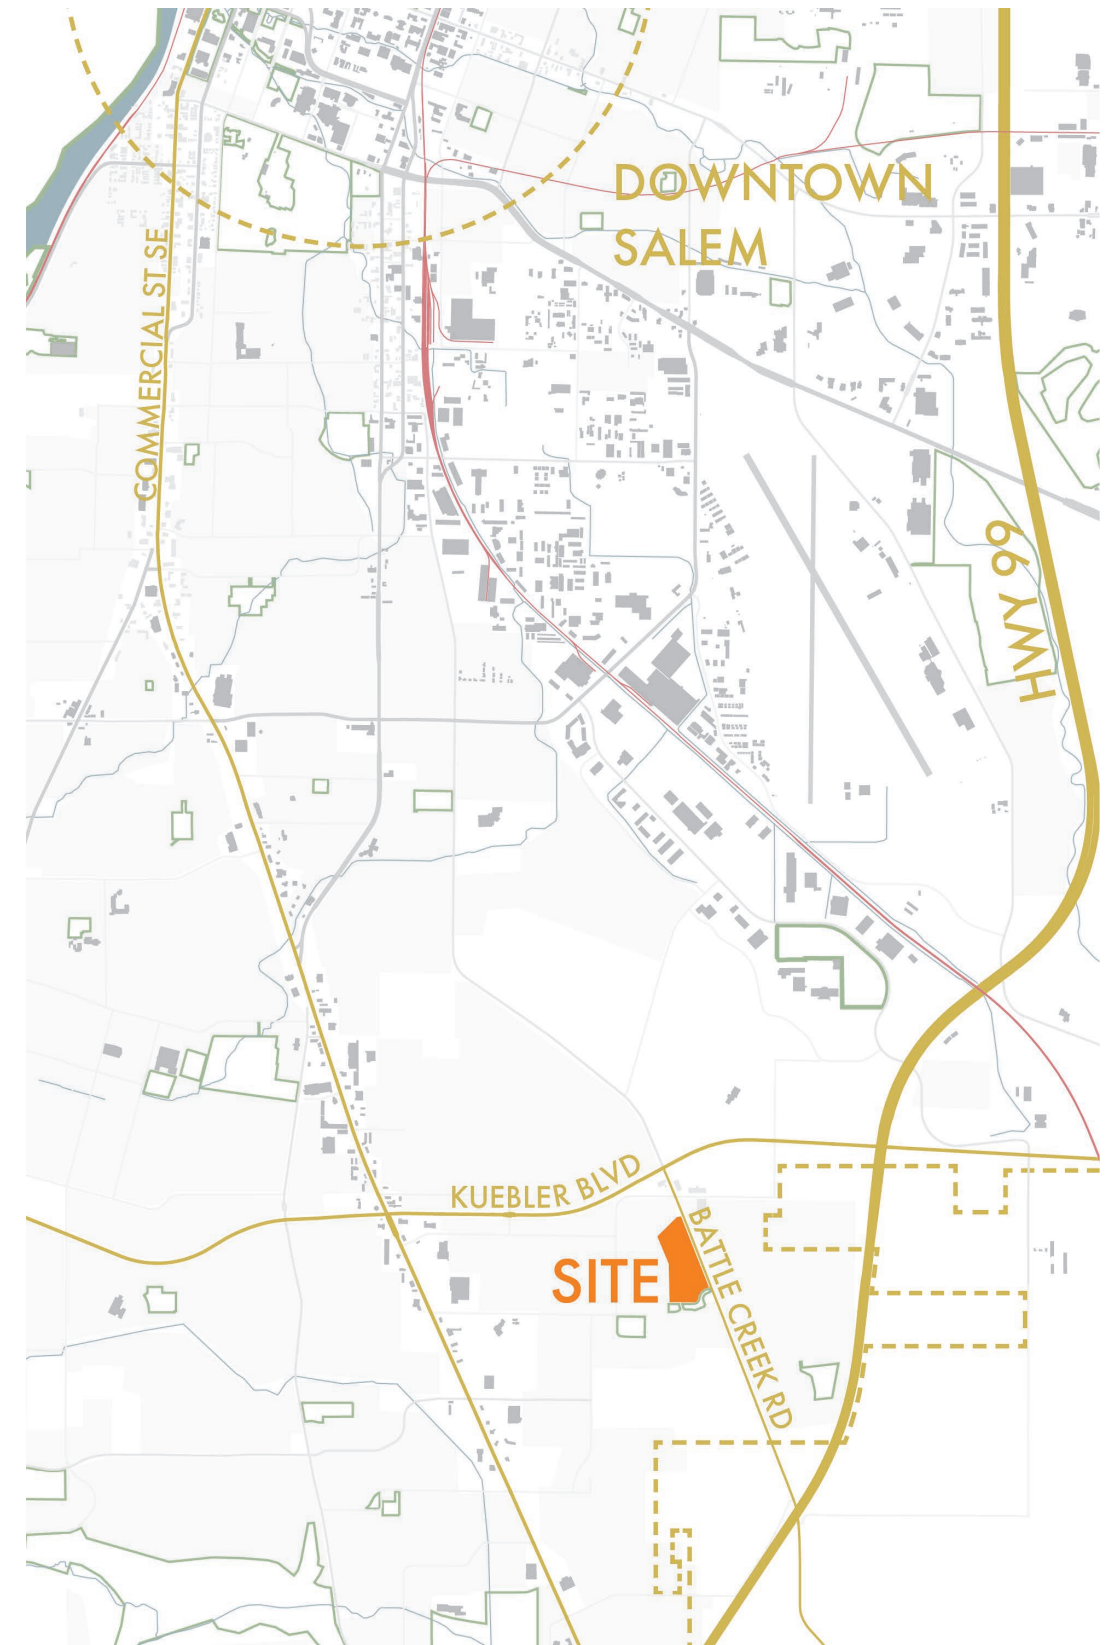 DOWNTOWN
SALEM
COMMERCIAL ST SE
HWY 99
KUEBLER BLVD
SITE
BATTLE CREEK RD